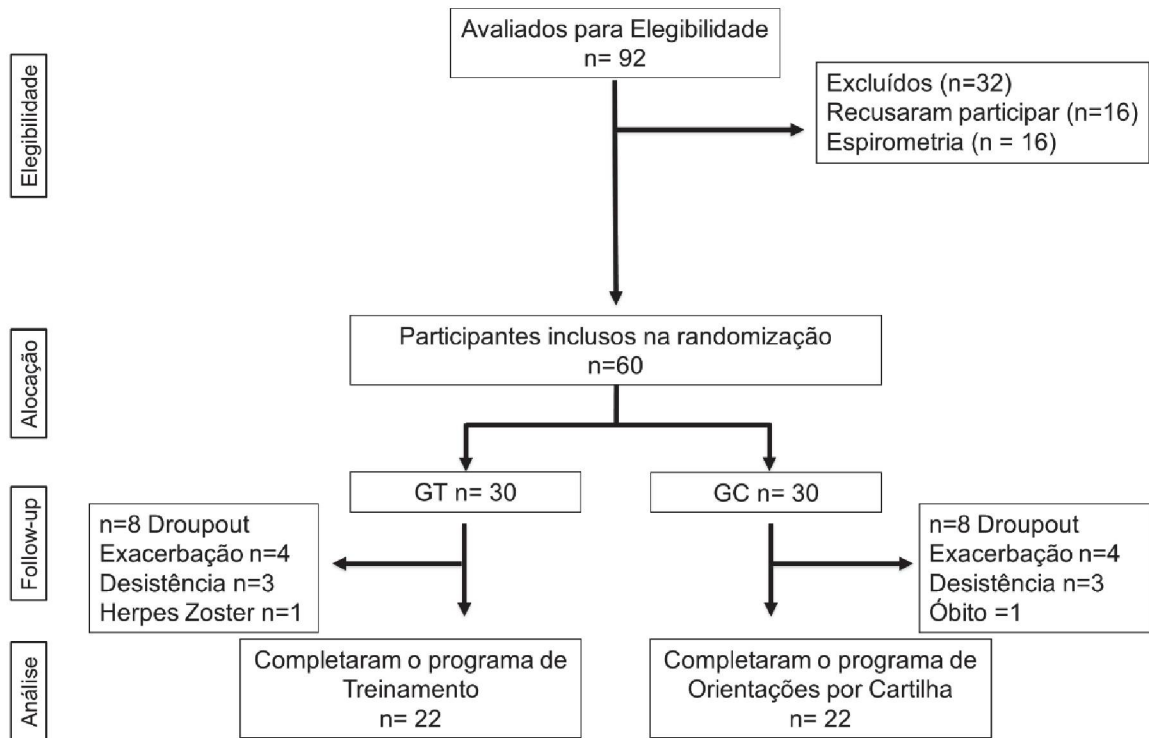 Elegibilidade
Avaliados para Elegibilidade
n= 92
Excluídos (n=32)
Recusaram participar (n=16)
Espirometria (n = 16)
Alocação
Participantes inclusos na randomização
n=60
GT n= 30
GC n= 30
Follow-up
n=8 Droupout
Exacerbação n=4
Desistência n=3
Herpes Zoster n=1
n=8 Droupout
Exacerbação n=4
Desistência n=3
Óbito =1
Análise
Completaram o programa de
Treinamento
n= 22
Completaram o programa de
Orientações por Cartilha
n= 22